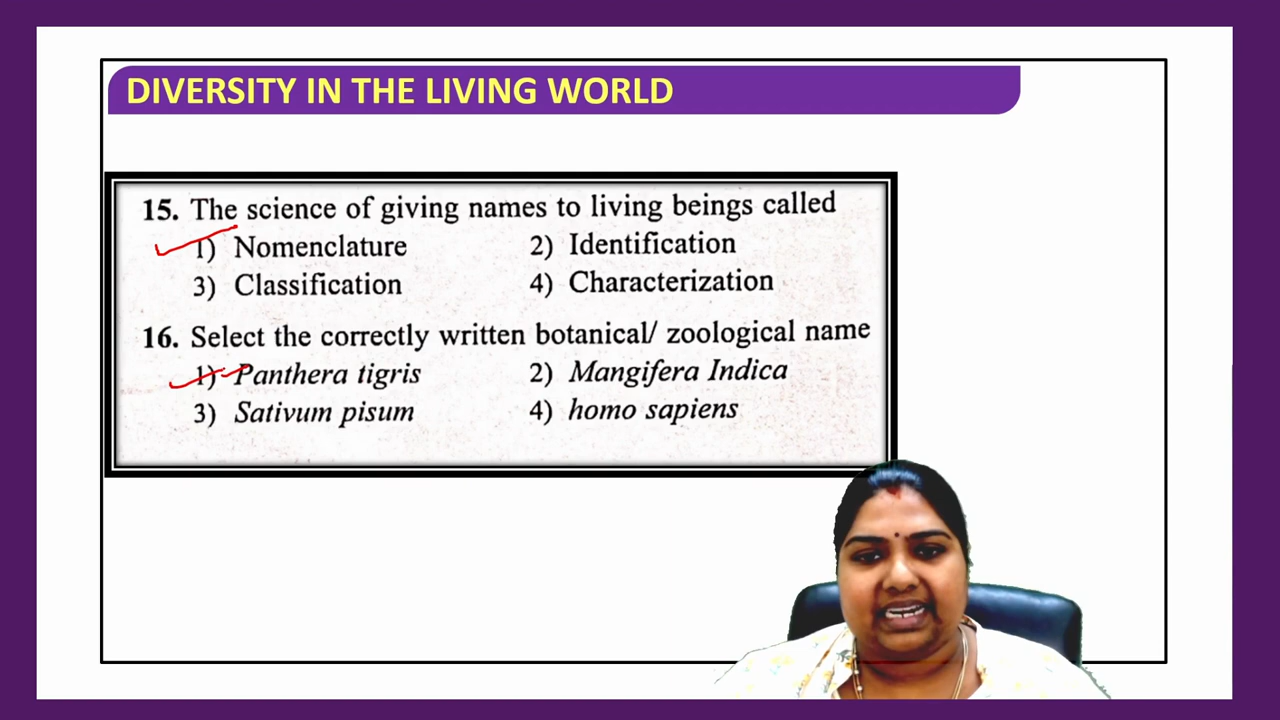 DIVERSITY IN THE LIVING WORLD
15. The science of giving names to living beings called
1) Nomenclature 2) Identification
3) Classification 4) Characterization
16. Select the correctly written botanical/ zoological name
1) Panthera tigris 2) Mangifera Indica
3) Sativum pisum 4) homo sapiens